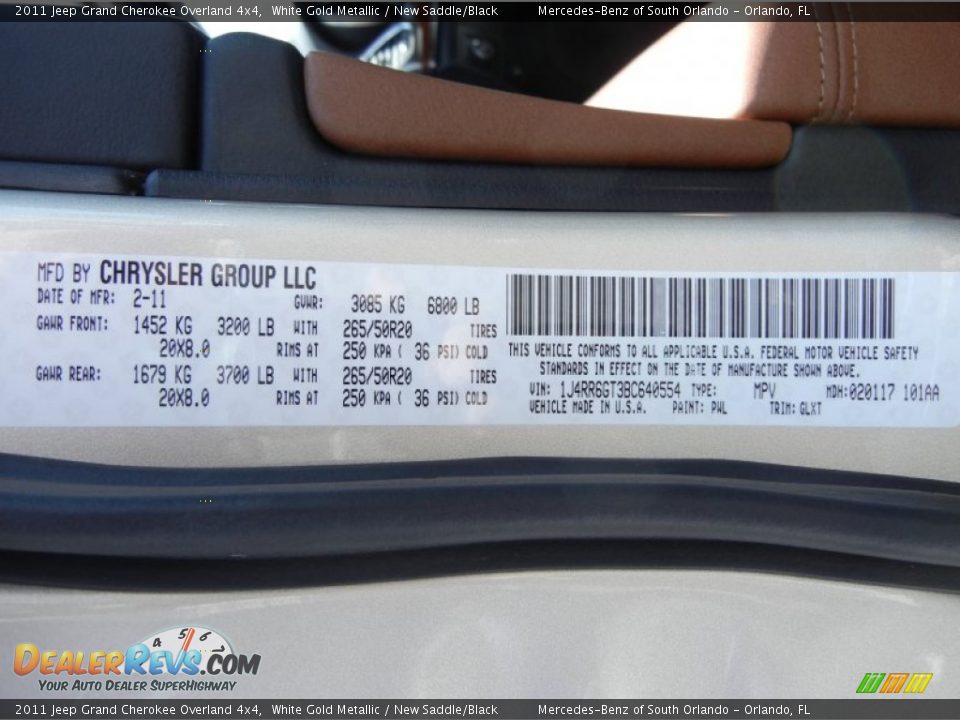 2011 Jeep Grand Cherokee Overland 4x4, White Gold Metallic / New Saddle/Black Mercedes-Benz of South Orlando - Orlando, FL
MFD BY CHRYSLER GROUP LLC
DATE OF MFR: 2-11 GVWR: 3085 KG 6800 LB
GAWR FRONT: 1452 KG 3200 LB WITH 265/50R20 TIRES
20X8.0 RIMS AT 250 KPA ( 36 PSI) COLD
GAWR REAR: 1679 KG 3700 LB WITH 265/50R20 TIRES
20X8.0 RIMS AT 250 KPA ( 36 PSI) COLD
THIS VEHICLE CONFORMS TO ALL APPLICABLE U.S.A. FEDERAL MOTOR VEHICLE SAFETY
STANDARDS IN EFFECT ON THE DATE OF MANUFACTURE SHOWN ABOVE.
VIN: 1J4RR6GT3BC640554 TYPE: MPV MDH:020117 101AA
VEHICLE MADE IN U.S.A. PAINT: PWL TRIM: GLXT
4 5 6 7
DEALERREVS.COM
YOUR AUTO DEALER SUPERHIGHWAY
2011 Jeep Grand Cherokee Overland 4x4, White Gold Metallic / New Saddle/Black Mercedes-Benz of South Orlando - Orlando, FL